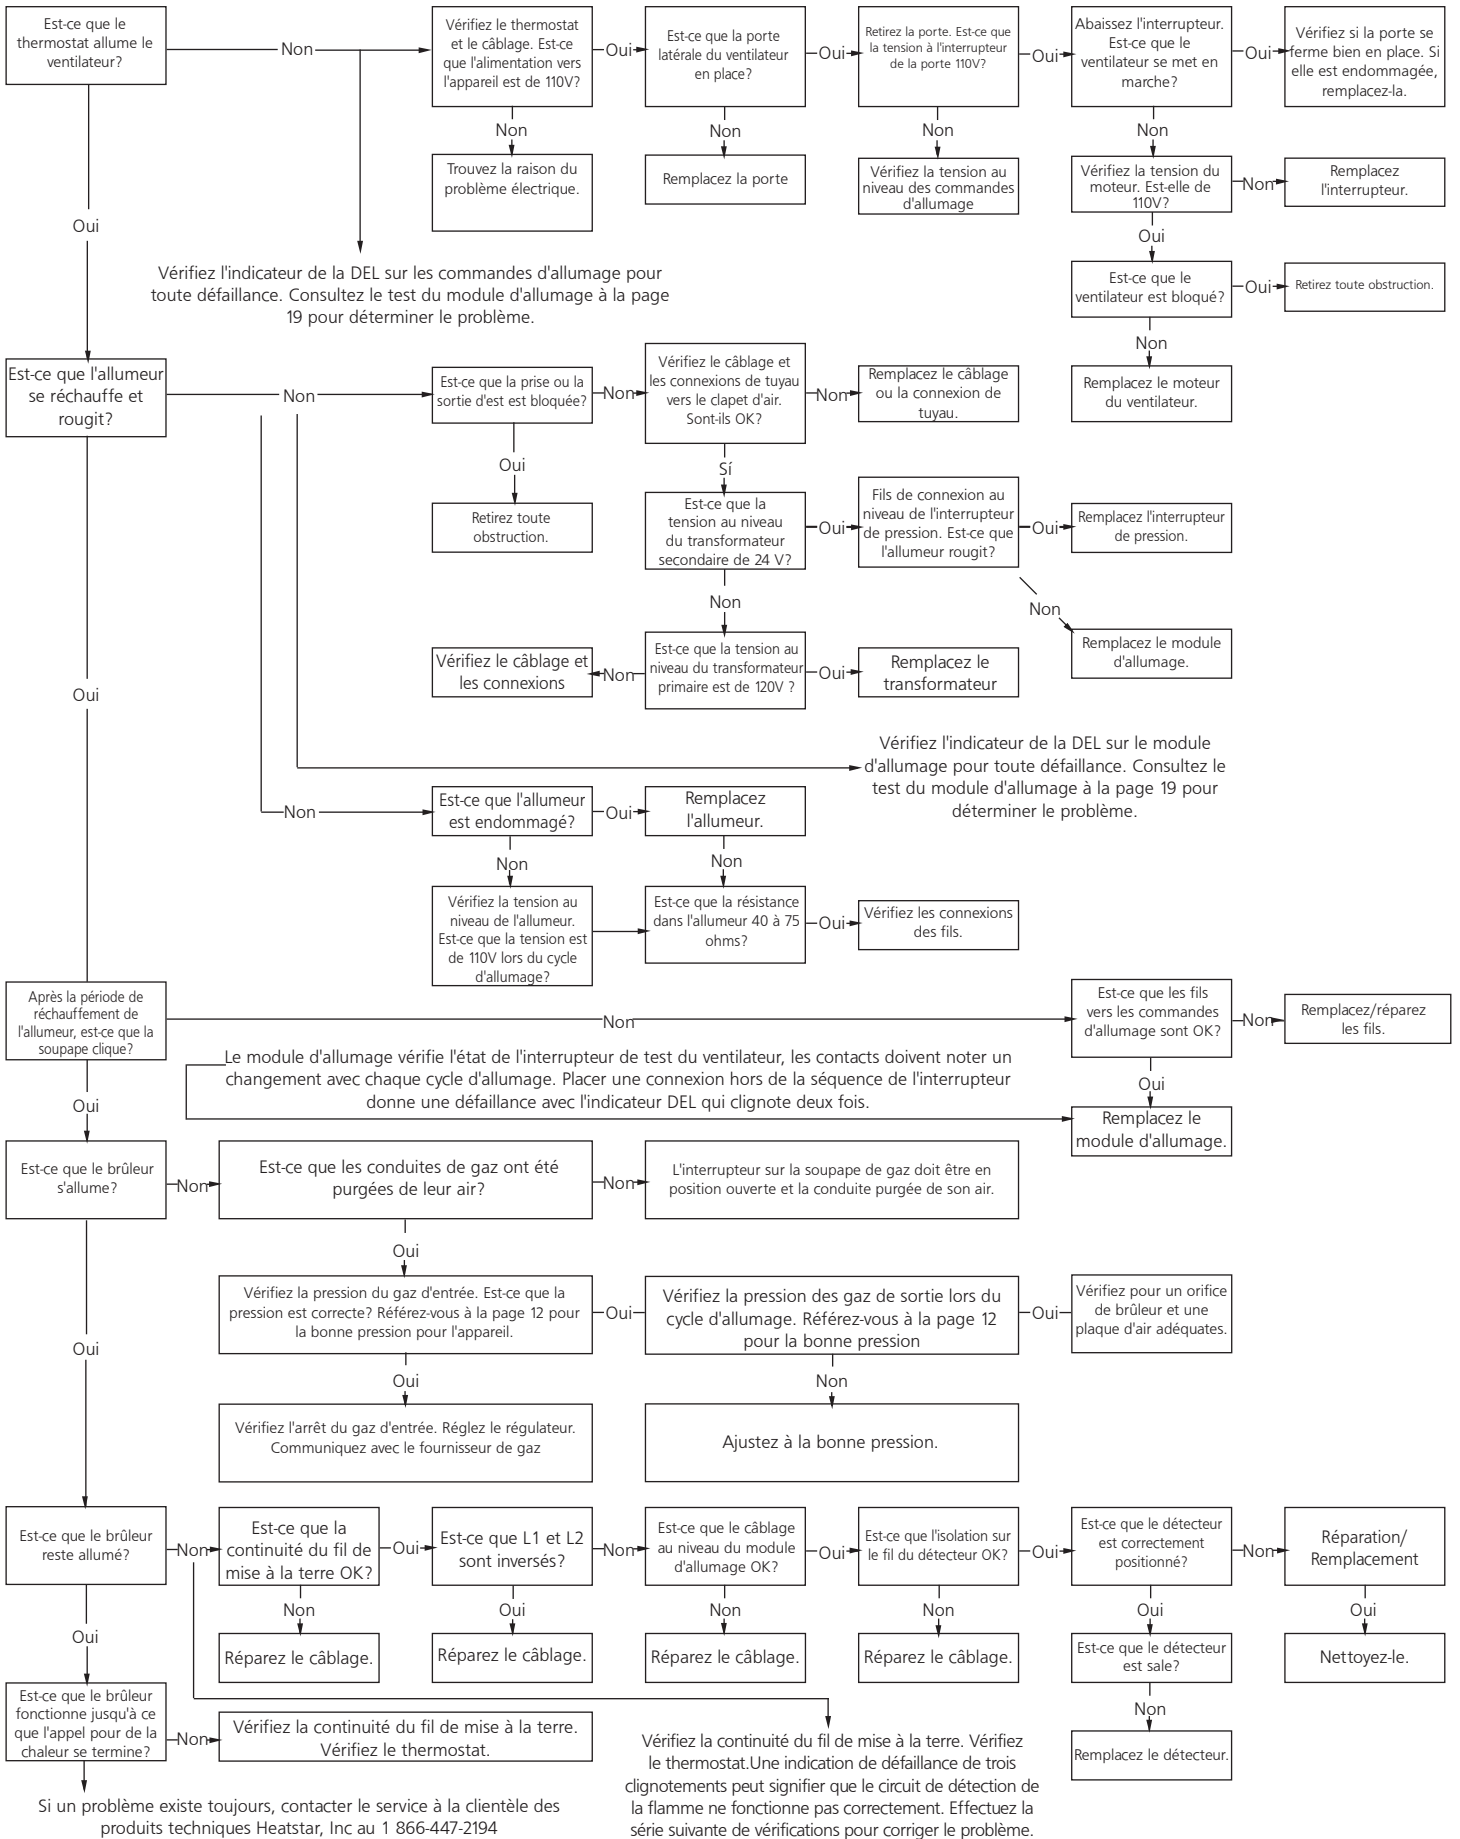 Est-ce que le
thermostat allume le
ventilateur?
Non
Vérifiez le thermostat
et le câblage. Est-ce
que l'alimentation vers
l'appareil est de 110V?
Oui
Est-ce que la porte
latérale du ventilateur
en place?
Oui
Retirez la porte. Est-ce que
la tension à l'interrupteur
de la porte 110V?
Oui
Abaissez l'interrupteur.
Est-ce que le
ventilateur se met en
marche?
Oui
Vérifiez si la porte se
ferme bien en place. Si
elle est endommagée,
remplacez-la.
Non
Non
Non
Non
Trouvez la raison du
problème électrique.
Remplacez la porte
Vérifiez la tension au
niveau des commandes
d'allumage
Vérifiez la tension du
moteur. Est-elle de
110V?
Non
Remplacez
l'interrupteur.
Oui
Oui
Vérifiez l'indicateur de la DEL sur les commandes d'allumage pour
toute défaillance. Consultez le test du module d'allumage à la page
19 pour déterminer le problème.
Est-ce que le
ventilateur est bloqué?
Oui
Retirez toute obstruction.
Non
Remplacez le moteur
du ventilateur.
Est-ce que l'allumeur
se réchauffe et
rougit?
Non
Est-ce que la prise ou la
sortie d'est est bloquée?
Non
Vérifiez le câblage et
les connexions de tuyau
vers le clapet d'air.
Sont-ils OK?
Non
Remplacez le câblage
ou la connexion de
tuyau.
Oui
Sí
Retirez toute
obstruction.
Est-ce que la
tension au niveau
du transformateur
secondaire de 24 V?
Oui
Fils de connexion au
niveau de l'interrupteur
de pression. Est-ce que
l'allumeur rougit?
Oui
Remplacez l'interrupteur
de pression.
Non
Non
Remplacez le module
d'allumage.
Vérifiez le câblage et
les connexions
Non
Est-ce que la tension au
niveau du transformateur
primaire est de 120V ?
Oui
Remplacez le
transformateur
Oui
Vérifiez l'indicateur de la DEL sur le module
d'allumage pour toute défaillance. Consultez le
test du module d'allumage à la page 19 pour
déterminer le problème.
Non
Est-ce que l'allumeur
est endommagé?
Oui
Remplacez
l'allumeur.
Non
Non
Vérifiez la tension au
niveau de l'allumeur.
Est-ce que la tension est
de 110V lors du cycle
d'allumage?
Est-ce que la résistance
dans l'allumeur 40 à 75
ohms?
Oui
Vérifiez les connexions
des fils.
Après la période de
réchauffement de
l'allumeur, est-ce que la
soupape clique?
Non
Est-ce que les fils
vers les commandes
d'allumage sont OK?
Non
Remplacez/réparez
les fils.
Le module d'allumage vérifie l'état de l'interrupteur de test du ventilateur, les contacts doivent noter un
changement avec chaque cycle d'allumage. Placer une connexion hors de la séquence de l'interrupteur
donne une défaillance avec l'indicateur DEL qui clignote deux fois.
Oui
Oui
Remplacez le
module d'allumage.
Est-ce que le brûleur
s'allume?
Non
Est-ce que les conduites de gaz ont été
purgées de leur air?
Non
L'interrupteur sur la soupape de gaz doit être en
position ouverte et la conduite purgée de son air.
Oui
Vérifiez la pression du gaz d'entrée. Est-ce que la
pression est correcte? Référez-vous à la page 12 pour
la bonne pression pour l'appareil.
Oui
Vérifiez la pression des gaz de sortie lors du
cycle d'allumage. Référez-vous à la page 12
pour la bonne pression
Oui
Vérifiez pour un orifice
de brûleur et une
plaque d'air adéquates.
Oui
Oui
Non
Vérifiez l'arrêt du gaz d'entrée. Réglez le régulateur.
Communiquez avec le fournisseur de gaz
Ajustez à la bonne pression.
Est-ce que le brûleur
reste allumé?
Non
Est-ce que la
continuité du fil de
mise à la terre OK?
Oui
Est-ce que L1 et L2
sont inversés?
Non
Est-ce que le câblage
au niveau du module
d'allumage OK?
Oui
Est-ce que l'isolation sur
le fil du détecteur OK?
Oui
Est-ce que le détecteur
est correctement
positionné?
Non
Réparation/
Remplacement
Oui
Non
Oui
Non
Non
Oui
Oui
Réparez le câblage.
Réparez le câblage.
Réparez le câblage.
Réparez le câblage.
Est-ce que le détecteur
est sale?
Nettoyez-le.
Non
Remplacez le détecteur.
Est-ce que le brûleur
fonctionne jusqu'à ce
que l'appel pour de la
chaleur se termine?
Non
Vérifiez la continuité du fil de mise à la terre.
Vérifiez le thermostat.
Vérifiez la continuité du fil de mise à la terre. Vérifiez
le thermostat.Une indication de défaillance de trois
clignotements peut signifier que le circuit de détection de
la flamme ne fonctionne pas correctement. Effectuez la
série suivante de vérifications pour corriger le problème.
Si un problème existe toujours, contacter le service à la clientèle des
produits techniques Heatstar, Inc au 1 866-447-2194